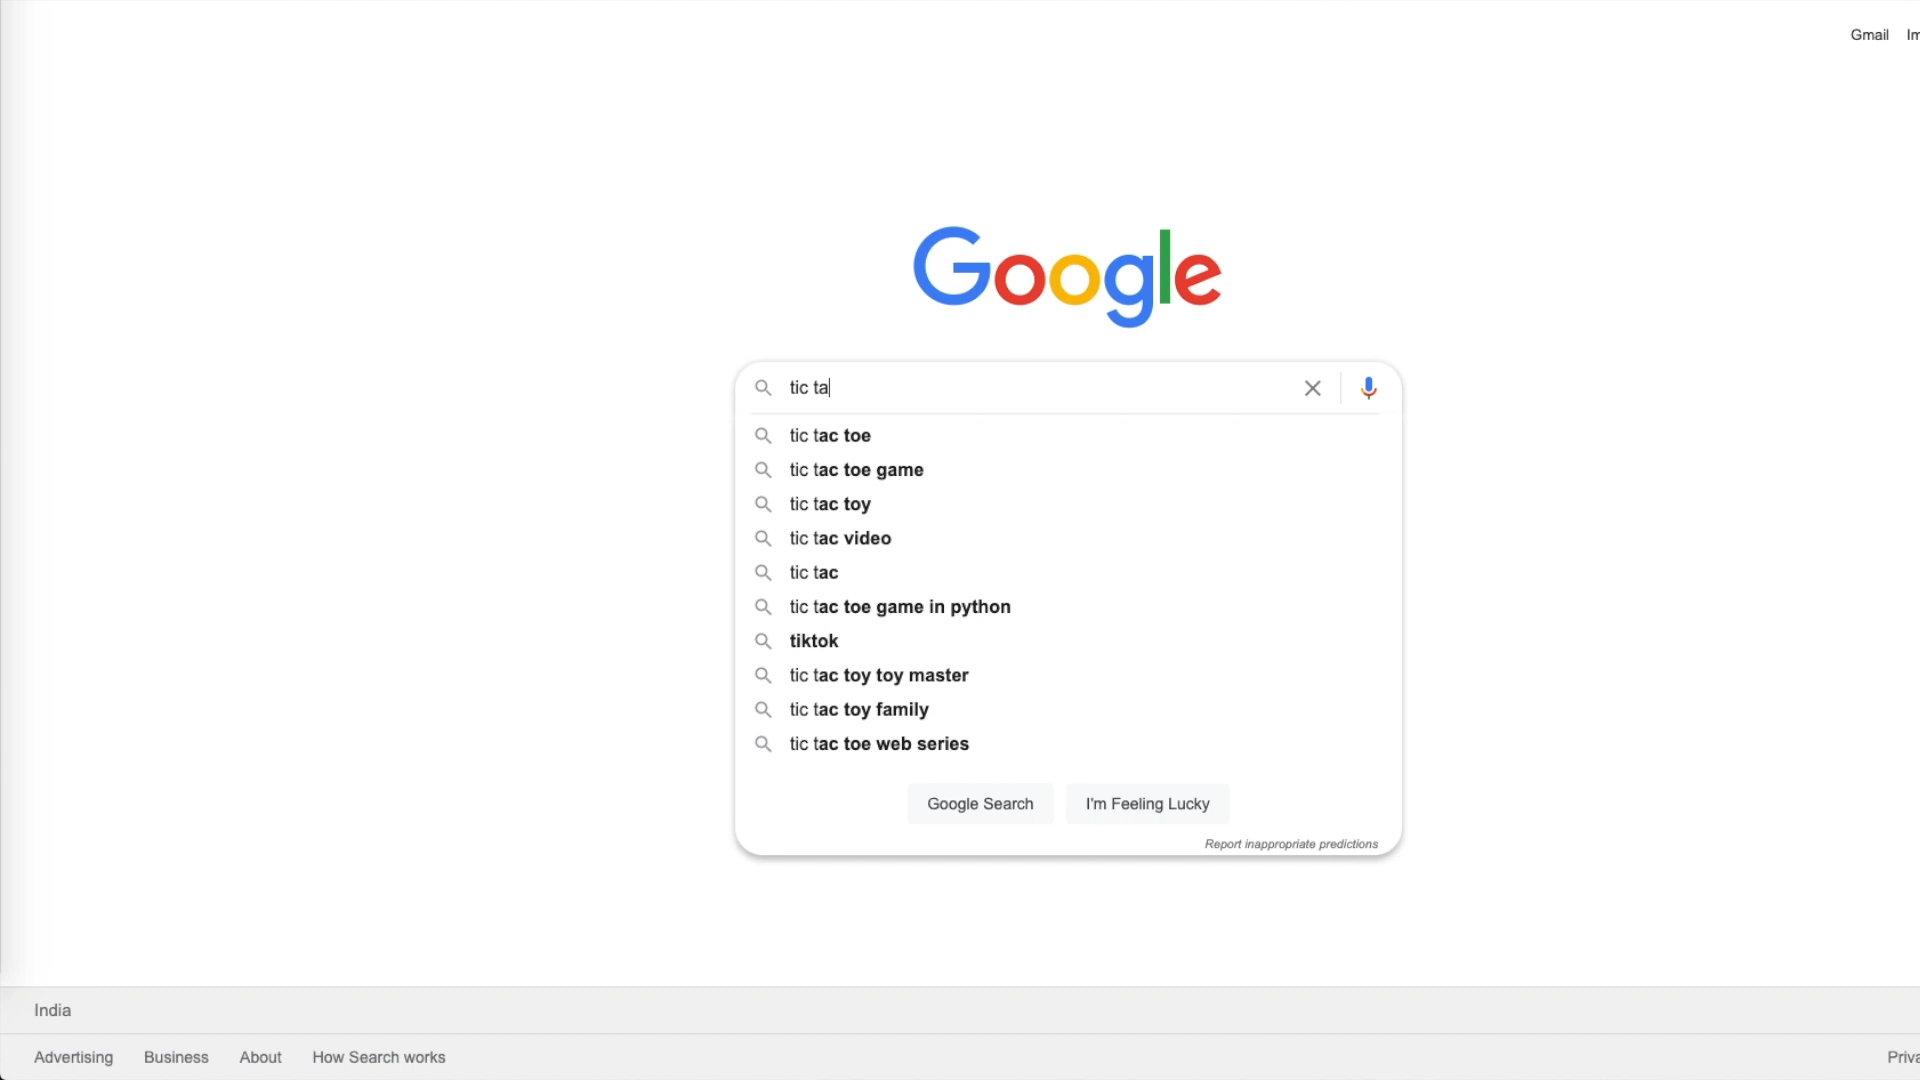 Gmail
Google
tic ta
tic tac toe
tic tac toe game
tic tac toy
tic tac video
tic tac
tic tac toe game in python
tiktok
tic tac toy toy master
tic tac toy family
tic tac toe web series
Google Search I'm Feeling Lucky
Report inappropriate predictions
India
Advertising Business About How Search works